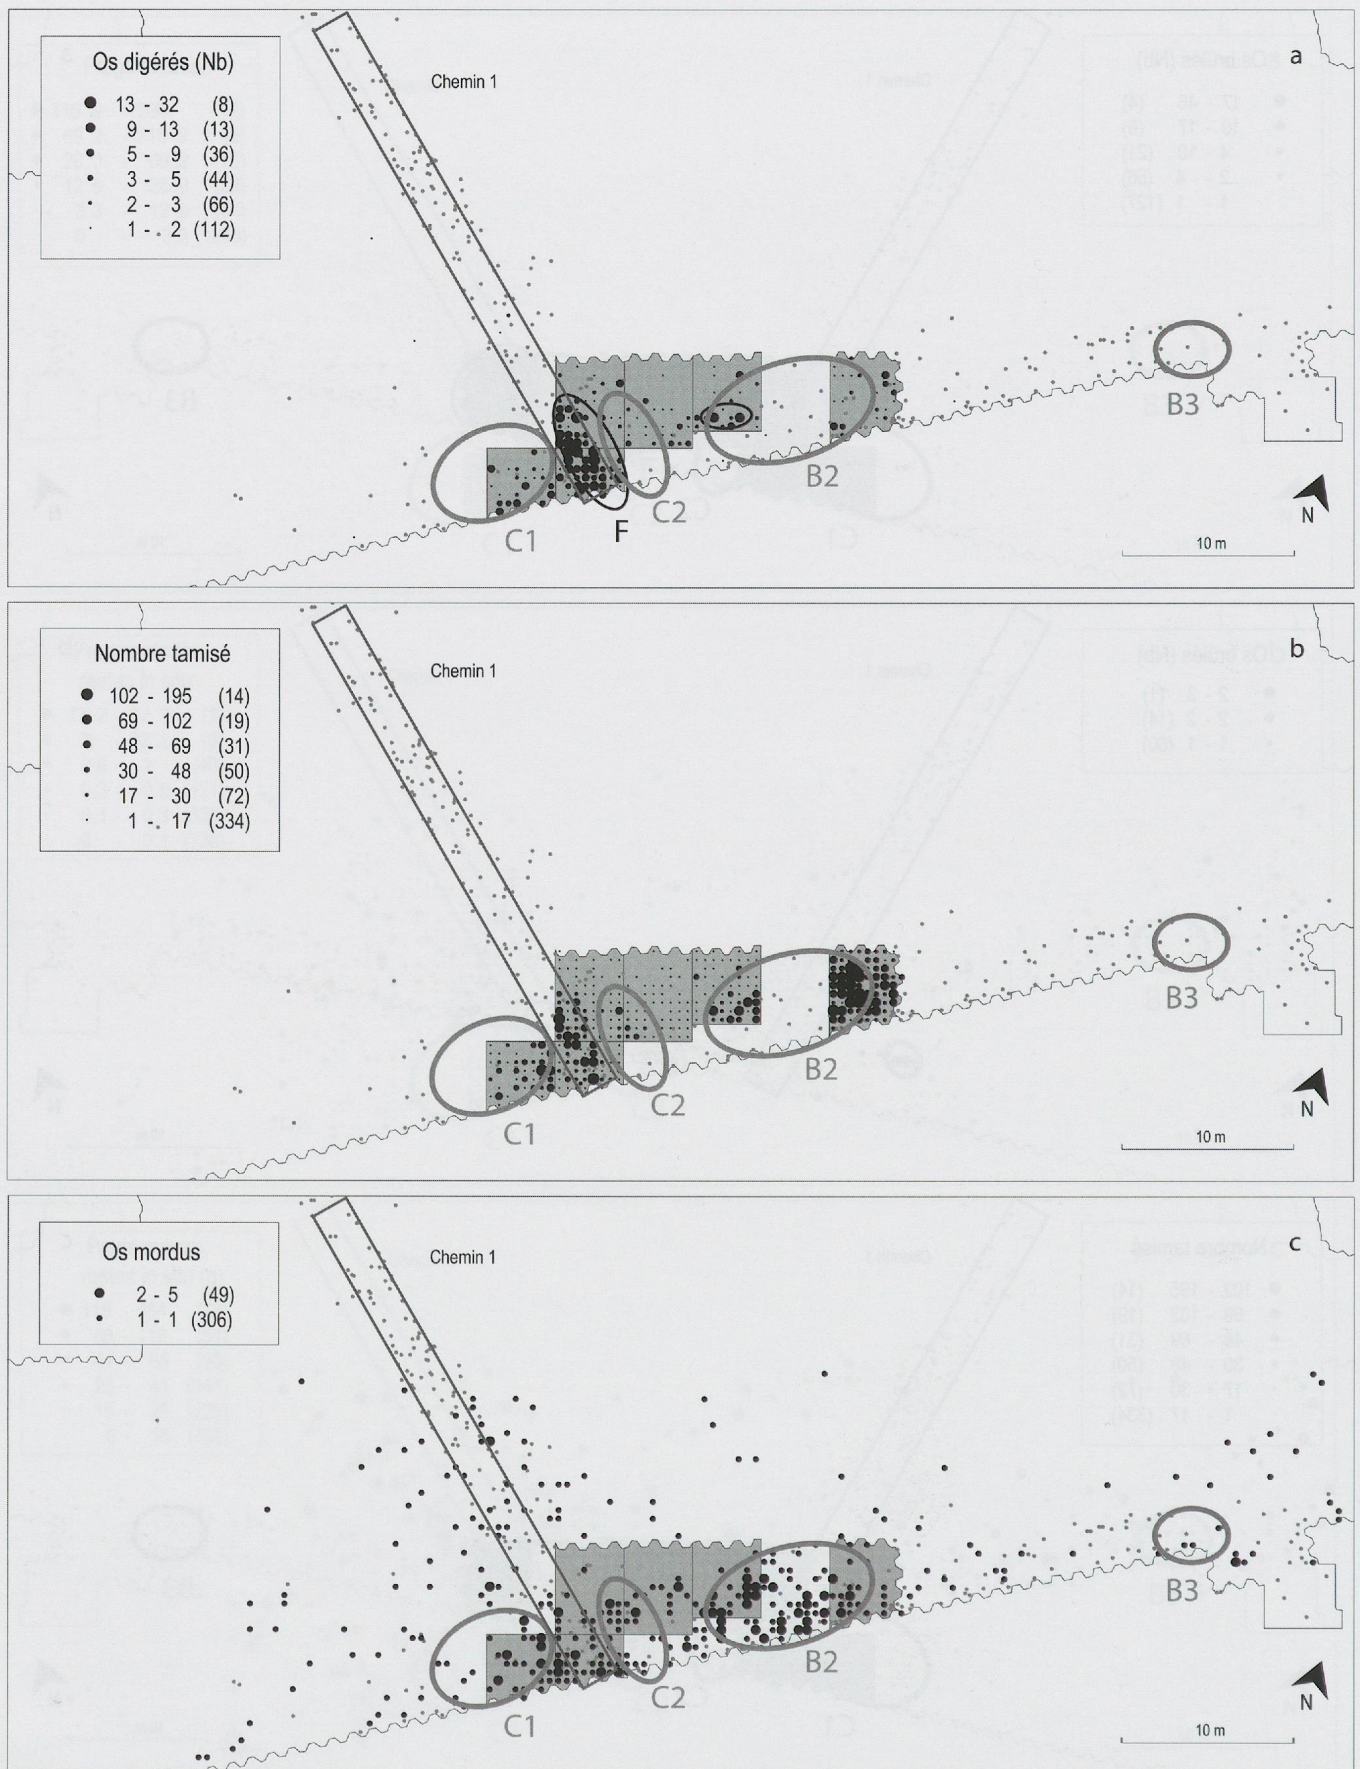 a
Os digérés (Nb)
13 - 32 (8)
9 - 13 (13)
5 - 9 (36)
3 - 5 (44)
2 - 3 (66)
1 - 2 (112)
Chemin 1
B3
B2
C2
F
C1
N
10 m
b
Nombre tamisé
102 - 195 (14)
69 - 102 (19)
48 - 69 (31)
30 - 48 (50)
17 - 30 (72)
1 - 17 (334)
Chemin 1
B3
B2
C2
C1
N
10 m
c
Os mordus
2 - 5 (49)
1 - 1 (306)
Chemin 1
B3
B2
C2
C1
N
10 m